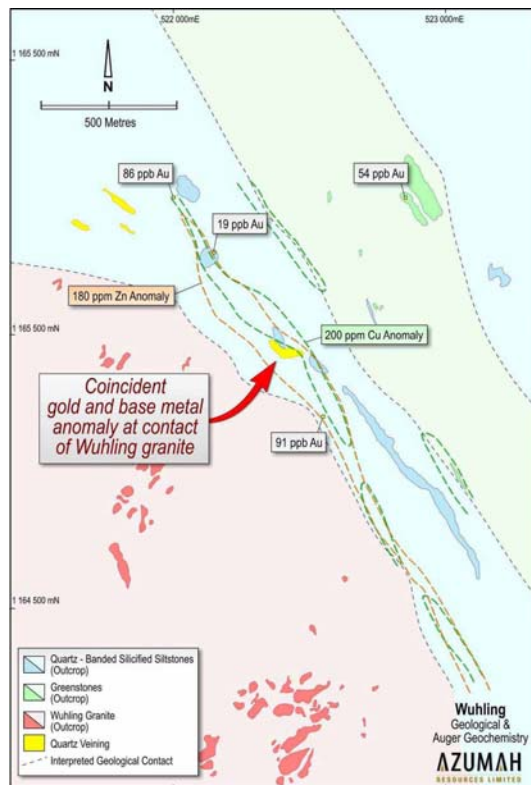 522 000mE
523 000mE
1 165 500 mN
N
500 Metres
86 ppb Au
54 ppb Au
19 ppb Au
180 ppm Zn Anomaly
1 165 500 mN
200 ppm Cu Anomaly
Coincident
gold and base metal
anomaly at contact
of Wuhling granite
91 ppb Au
1 164 500 mN
Quartz - Banded Silicified Siltstones
(Outcrop)
Greenstones
(Outcrop)
Wuhling Granite
(Outcrop)
Quartz Veining
Interpreted Geological Contact
Wuhling
Geological &
Auger Geochemistry
AZUMAH
RESOURCES LIMITED